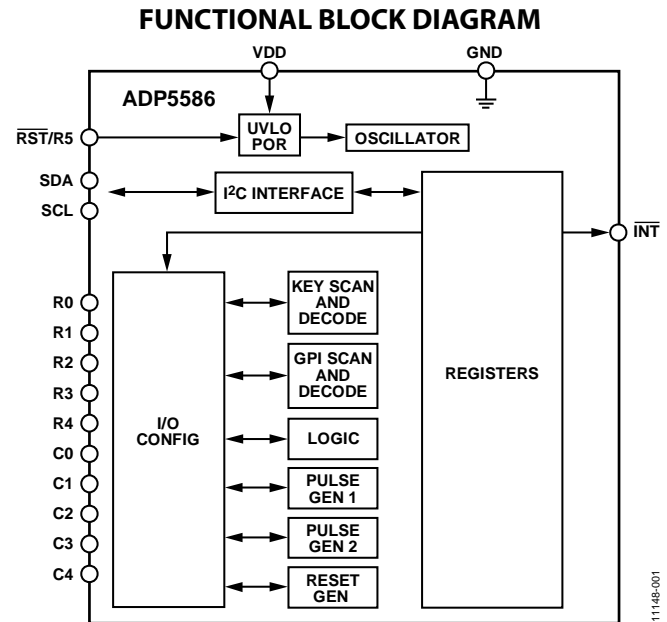 FUNCTIONAL BLOCK DIAGRAM
VDD
GND
ADP5586
RST/R5
UVLO
POR
OSCILLATOR
SDA
SCL
I2C INTERFACE
INT
R0
R1
R2
R3
R4
C0
C1
C2
C3
C4
I/O
CONFIG
KEY SCAN
AND
DECODE
GPI SCAN
AND
DECODE
LOGIC
PULSE
GEN 1
PULSE
GEN 2
RESET
GEN
REGISTERS
11148-001